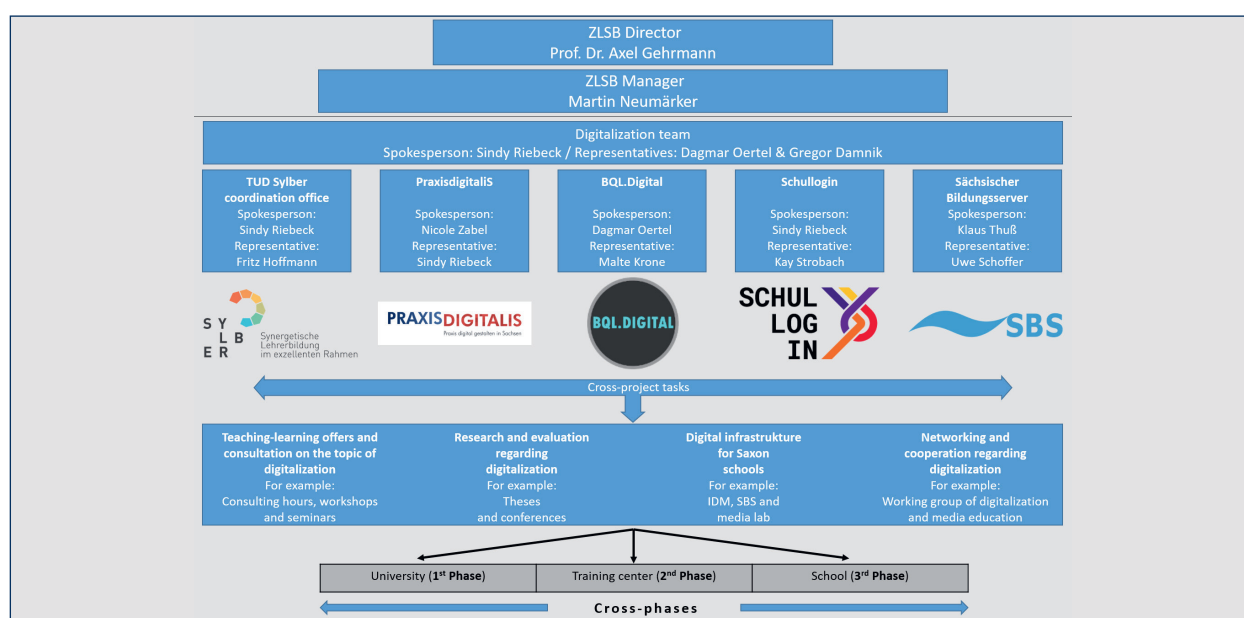 ZLSB Director
Prof. Dr. Axel Gehrmann
ZLSB Manager
Martin Neumärker
Digitalization team
Spokesperson: Sindy Riebeck / Representatives: Dagmar Oertel & Gregor Damnik
TUD Sylber
coordination office
Spokesperson:
Sindy Riebeck
Representative:
Fritz Hoffmann
PraxisdigitaliS
Spokesperson:
Nicole Zabel
Representative:
Sindy Riebeck
BQL.Digital
Spokesperson:
Dagmar Oertel
Representative:
Malte Krone
Schullogin
Spokesperson:
Sindy Riebeck
Representative:
Kay Strobach
Sächsischer
Bildungsserver
Spokesperson:
Klaus Thuß
Representative:
Uwe Schoffer
S Y
L B
E R
Synergetische
Lehrerbildung
im exzellenten Rahmen
PRAXISDIGITALIS
Praxis digital gestalten in Sachsen
BQL.DIGITAL
SCHUL
LOG
IN
SBS
Cross-project tasks
Teaching-learning offers and
consultation on the topic of
digitalization
For example:
Consulting hours, workshops
and seminars
Research and evaluation
regarding
digitalization
For example:
Theses
and conferences
Digital infrastrukture
for Saxon
schools
For example:
IDM, SBS and
media lab
Networking and
cooperation regarding
digitalization
For example:
Working group of digitalization
and media education
University (1st Phase)
Training center (2nd Phase)
School (3rd Phase)
Cross-phases